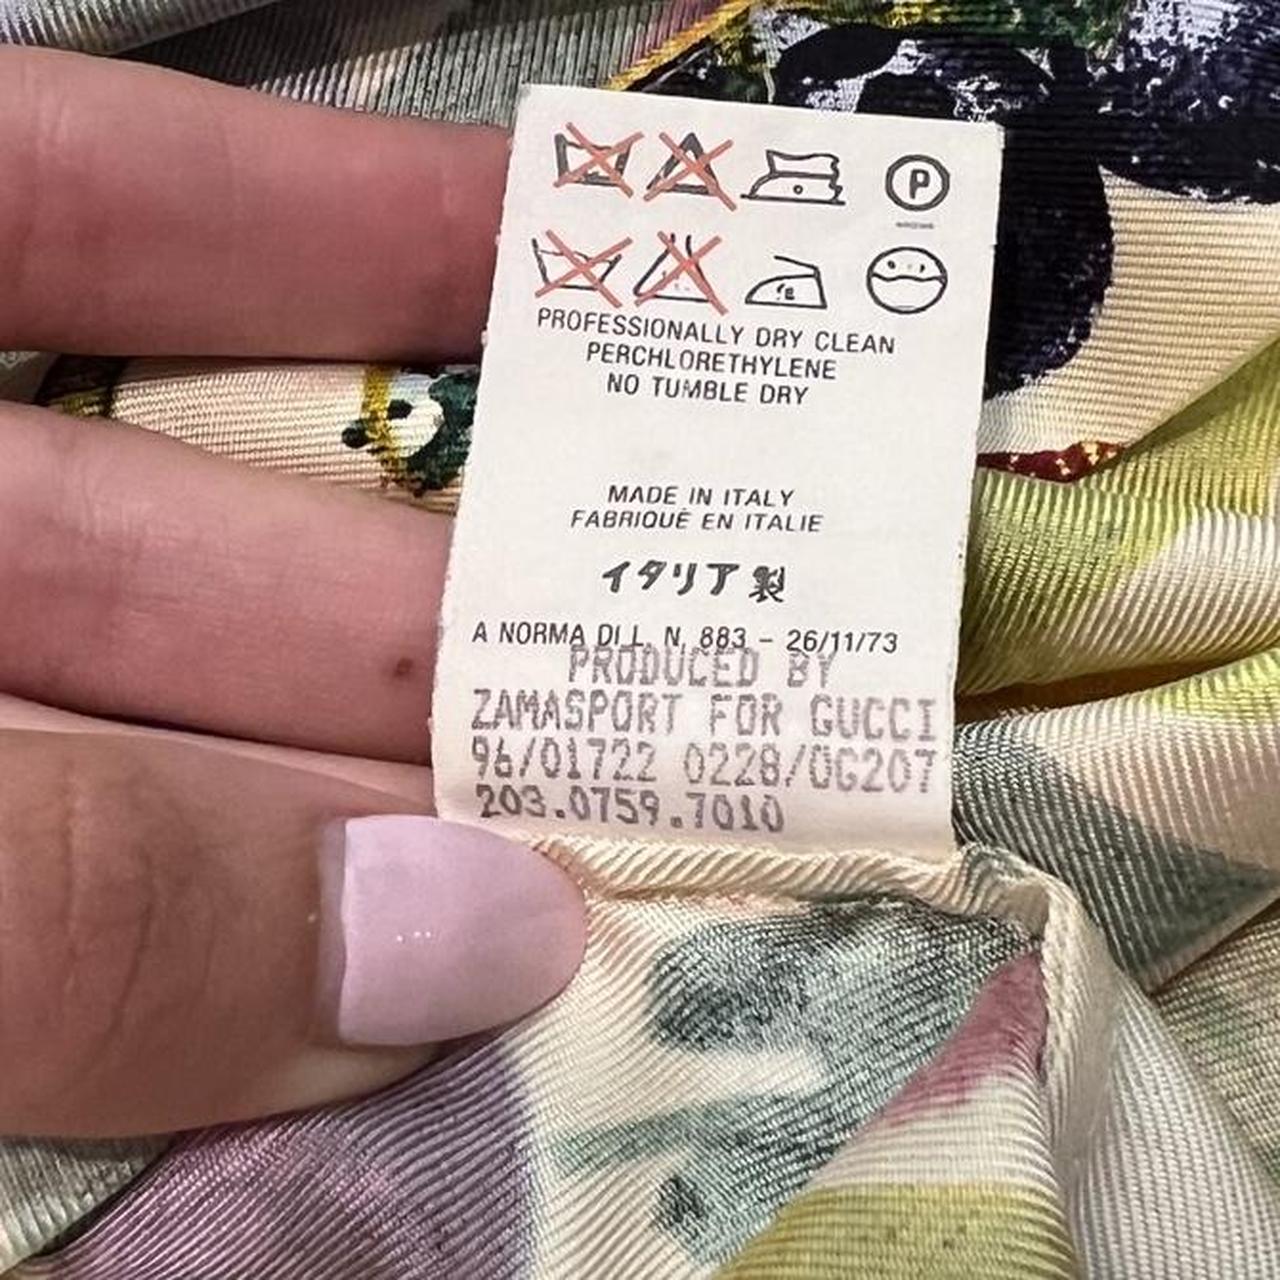 P
PROFESSIONALLY DRY CLEAN
PERCHLORETHYLENE
NO TUMBLE DRY
MADE IN ITALY
FABRIQUÉ EN ITALIE
イタリア製
A NORMA DI L. N. 883 - 26/11/73
PRODUCED BY
ZAMASPORT FOR GUCCI
96/01722 0228/OG207
203.0759.7010